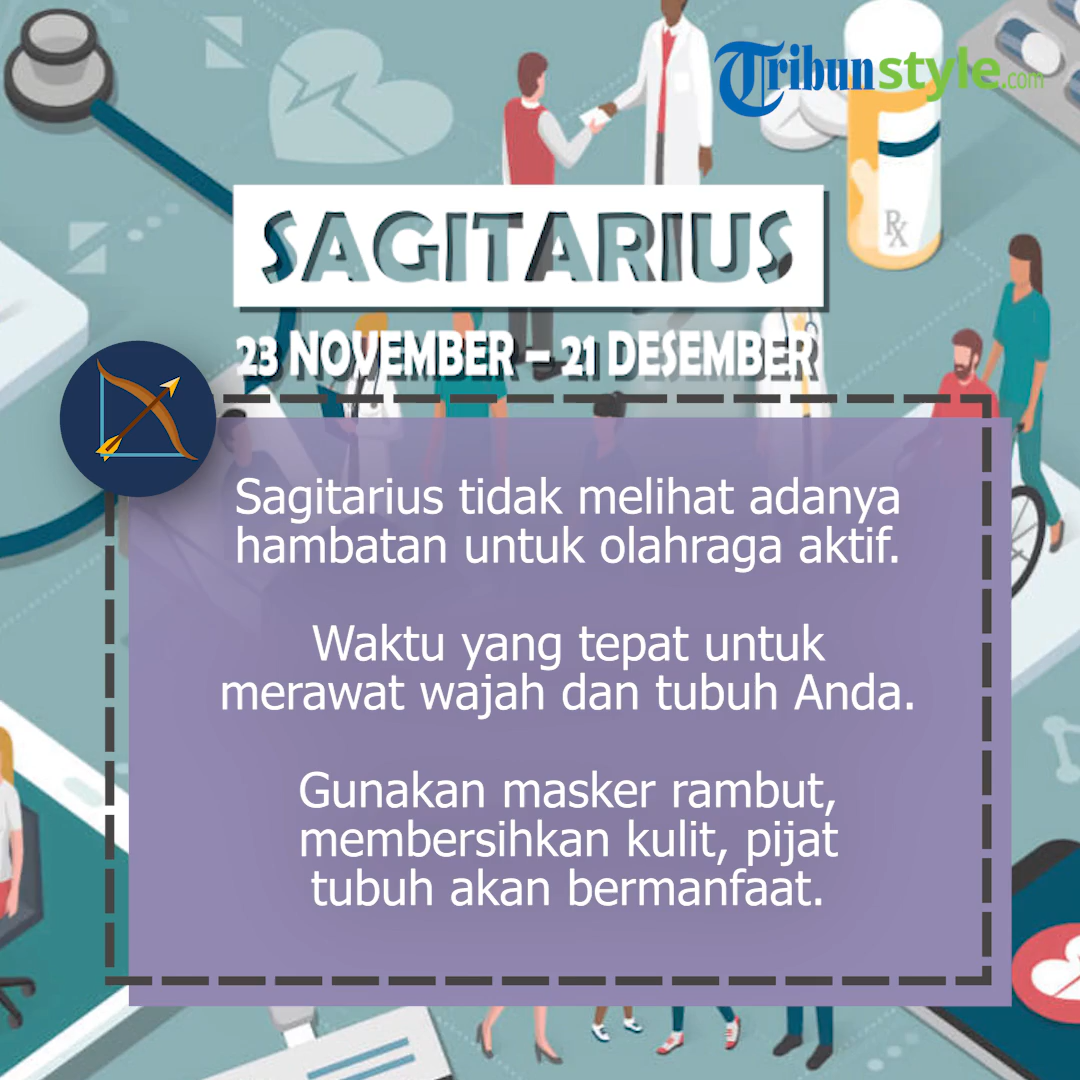 Tribunstyle.com
RX
SAGITARIUS
23 NOVEMBER – 21 DESEMBER
Sagitarius tidak melihat adanya
hambatan untuk olahraga aktif.
Waktu yang tepat untuk
merawat wajah dan tubuh Anda.
Gunakan masker rambut,
membersihkan kulit, pijat
tubuh akan bermanfaat.